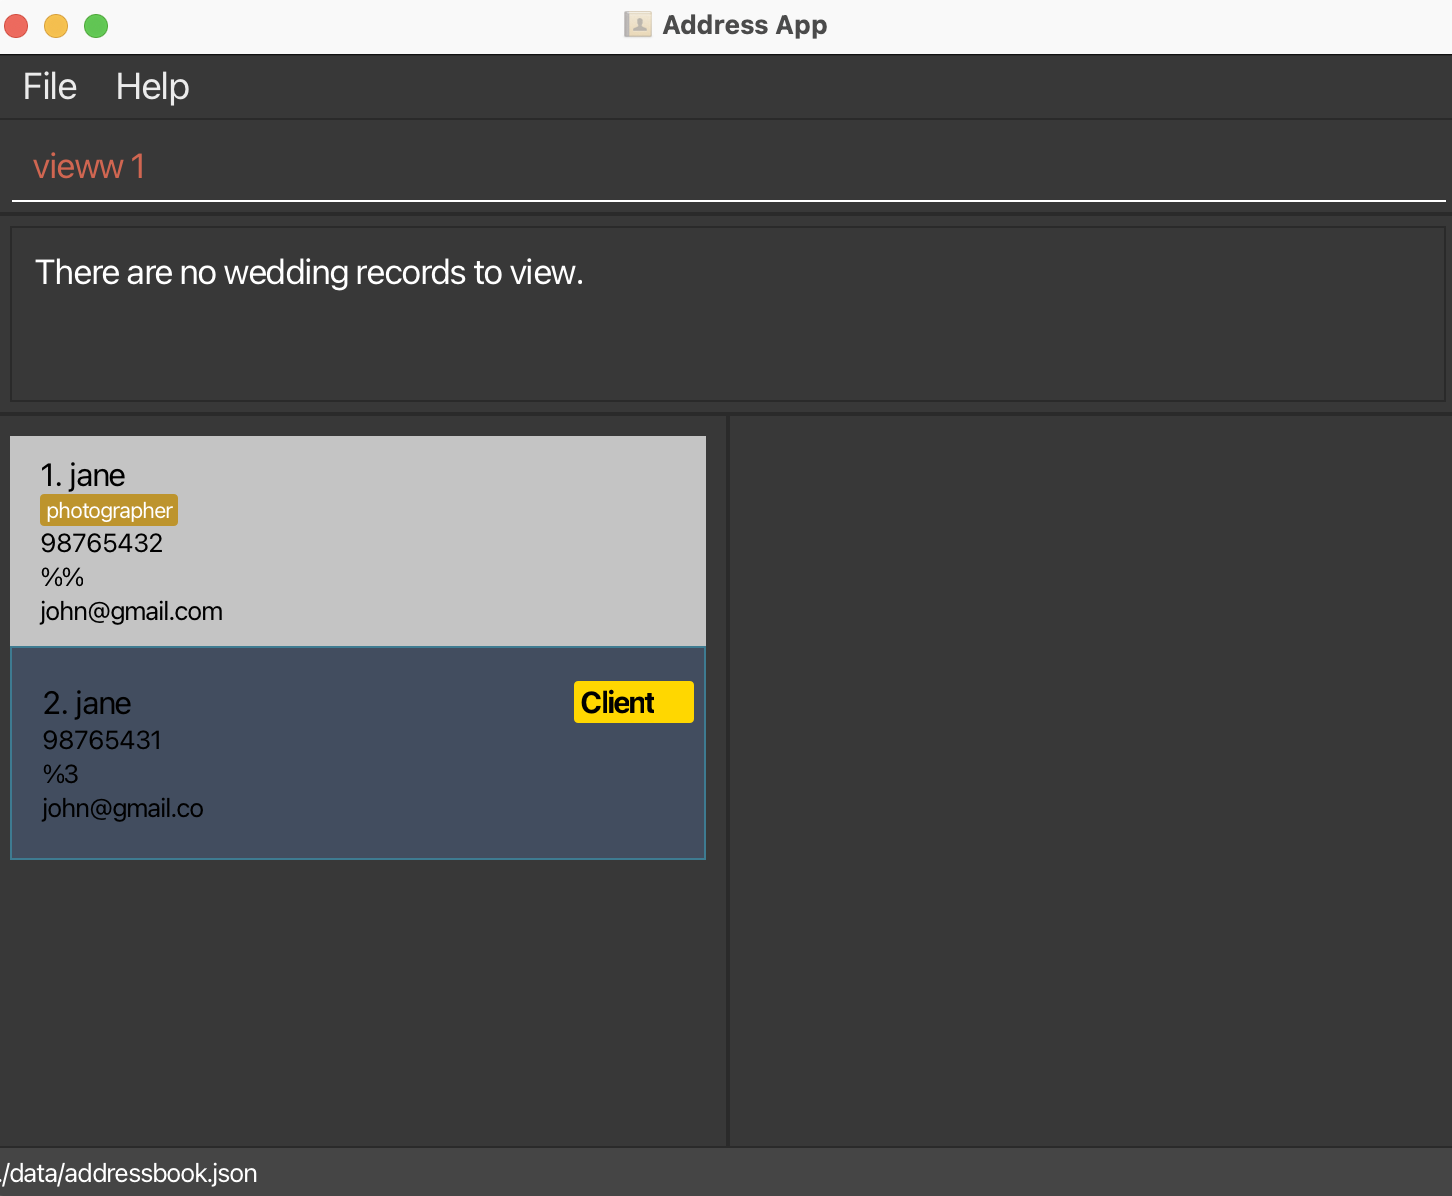 Address App
File Help
vieww 1
There are no wedding records to view.
1. jane
photographer
98765432
%%
john@gmail.com
2. jane
Client
98765431
%3
john@gmail.co
./data/addressbook.json